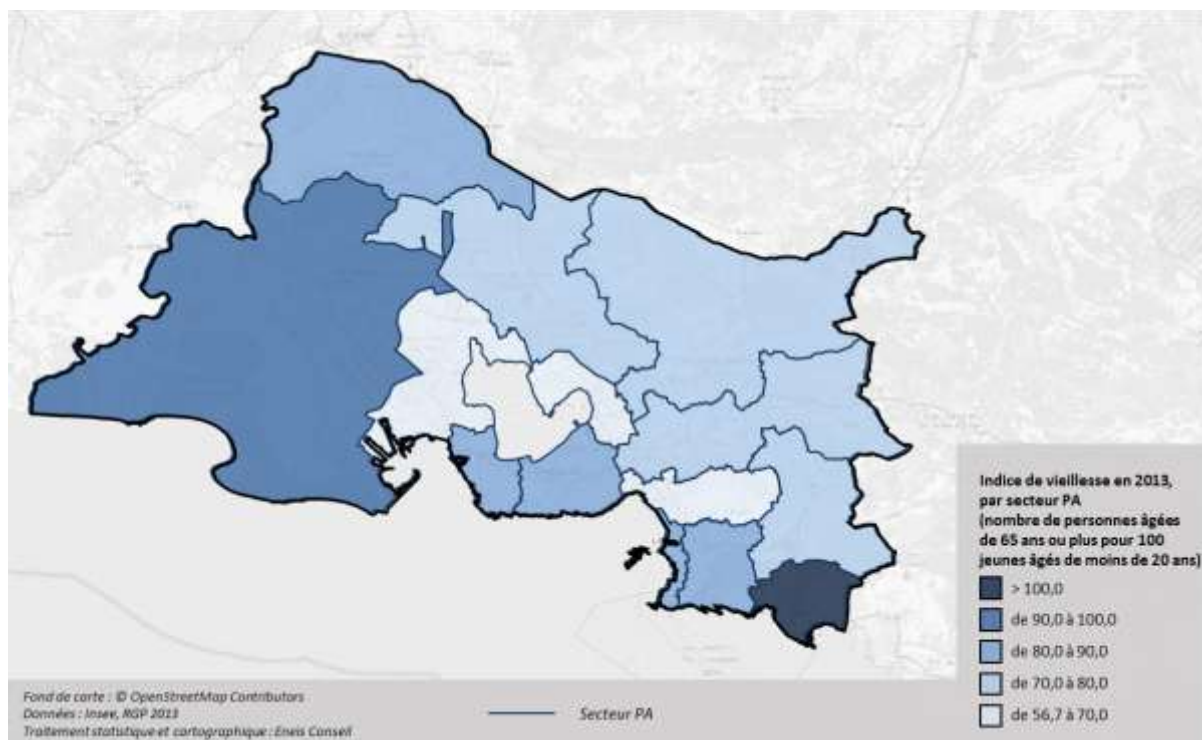 Indice de vieillesse en 2013,
par secteur PA
(nombre de personnes âgées
de 65 ans ou plus pour 100
jeunes âgés de moins de 20 ans)
> 100,0
de 90,0 à 100,0
de 80,0 à 90,0
de 70,0 à 80,0
de 56,7 à 70,0
Fond de carte : © OpenStreetMap Contributors
Données : Insee, RGP 2013
Traitement statistique et cartographique : Eneis Conseil
Secteur PA